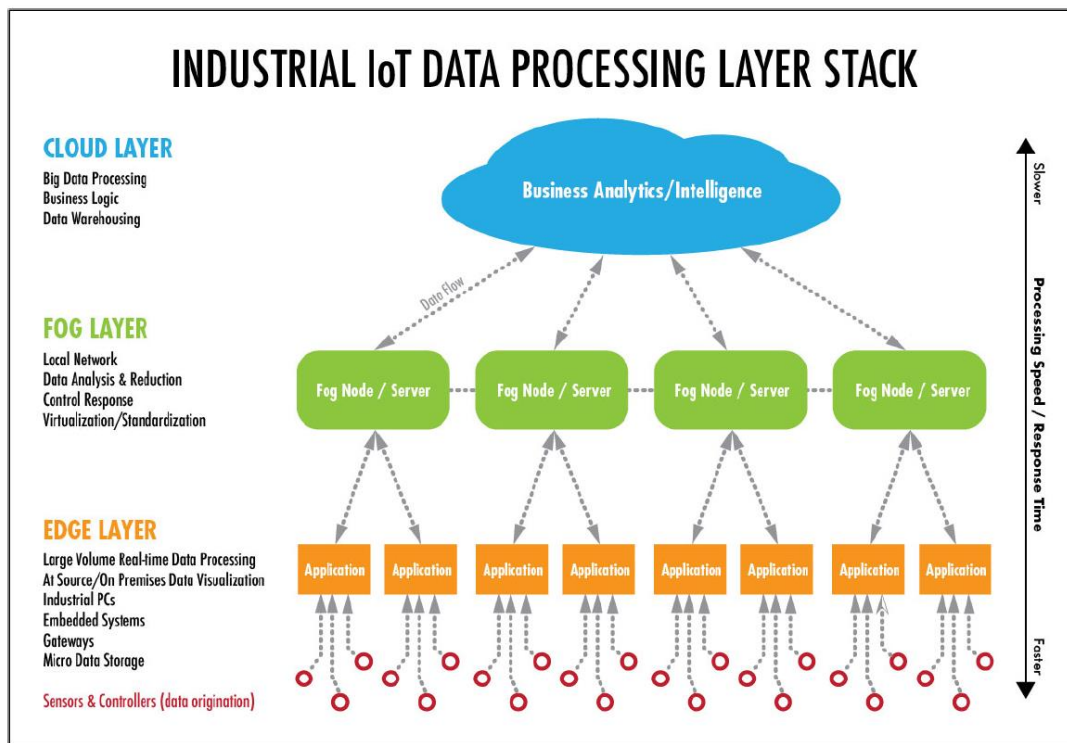 INDUSTRIAL IoT DATA PROCESSING LAYER STACK
CLOUD LAYER
Big Data Processing
Business Logic
Data Warehousing
Business Analytics/Intelligence
Slower
Data Flow
Processing Speed / Response Time
FOG LAYER
Local Network
Data Analysis & Reduction
Control Response
Virtualization/Standardization
Fog Node / Server
Fog Node / Server
Fog Node / Server
Fog Node / Server
EDGE LAYER
Large Volume Real-time Data Processing
At Source/On Premises Data Visualization
Industrial PCs
Embedded Systems
Gateways
Micro Data Storage
Application
Application
Application
Application
Application
Application
Application
Application
Faster
Sensors & Controllers (data origination)